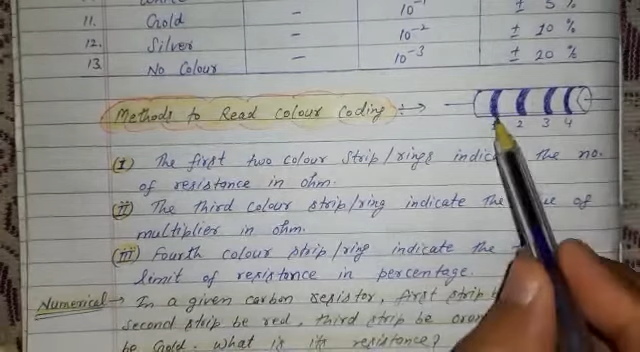 11. Gold - 10⁻¹ ± 5 %
12. Silver - 10⁻² ± 10 %
13. No Colour - 10⁻³ ± 20 %
Methods to Read Colour Coding :- →
2 3 4
(i) The first two colour strip/rings the no.
of resistance in ohm.
(ii) The third colour strip/ring indicate the of
multiplier in ohm.
(iii) Fourth colour strip/ring indicate the
limit of resistance in percentage.
Numerical → In a given carbon resistor, first strip
second strip be red, third strip be
be Gold. What is its resistance?